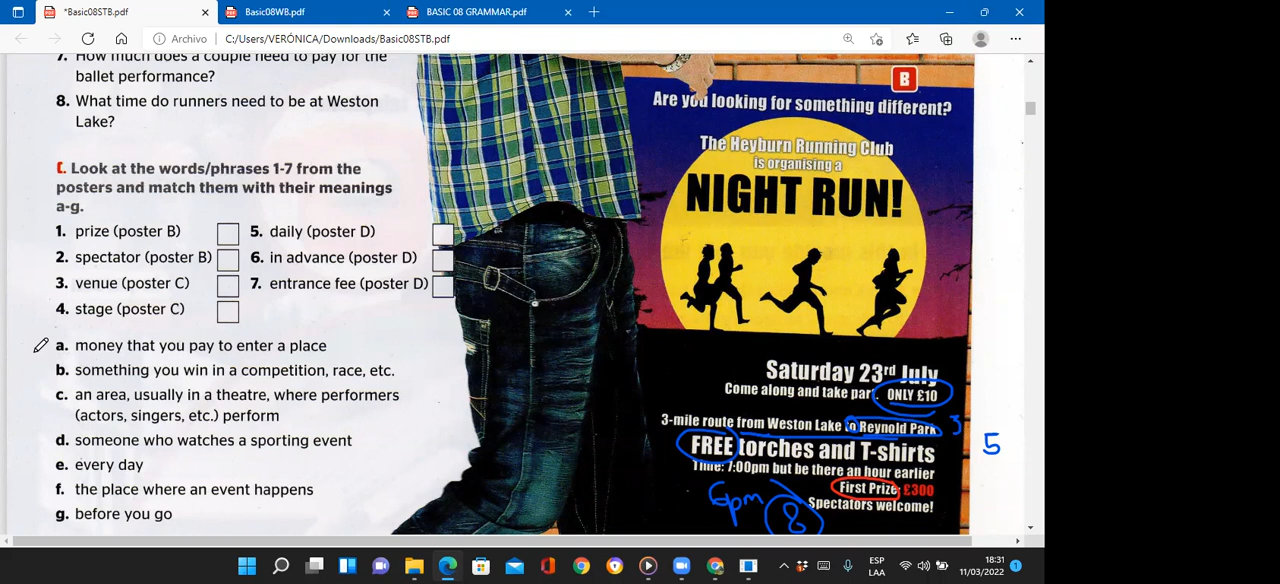 *Basic08STB.pdf
Basic08WB.pdf
BASIC 08 GRAMMAR.pdf
Archivo
C:/Users/VERÓNICA/Downloads/Basic08STB.pdf
7. How much does a couple need to pay for the
ballet performance?
8. What time do runners need to be at Weston
Lake?
C. Look at the words/phrases 1-7 from the
posters and match them with their meanings
a-g.
1. prize (poster B)
5. daily (poster D)
2. spectator (poster B)
6. in advance (poster D)
3. venue (poster C)
7. entrance fee (poster D)
4. stage (poster C)
a. money that you pay to enter a place
b. something you win in a competition, race, etc.
c. an area, usually in a theatre, where performers
(actors, singers, etc.) perform
d. someone who watches a sporting event
e. every day
f. the place where an event happens
g. before you go
B
Are you looking for something different?
The Heyburn Running Club
is organising a
NIGHT RUN!
Saturday 23rd July
Come along and take part. ONLY £10
3-mile route from Weston Lake to Reynold Park 3
FREE torches and T-shirts
5
Time: 7:00pm but be there an hour earlier
First Prize: £300
6pm
Spectators welcome!
8
ESP
LAA
18:31
11/03/2022
1